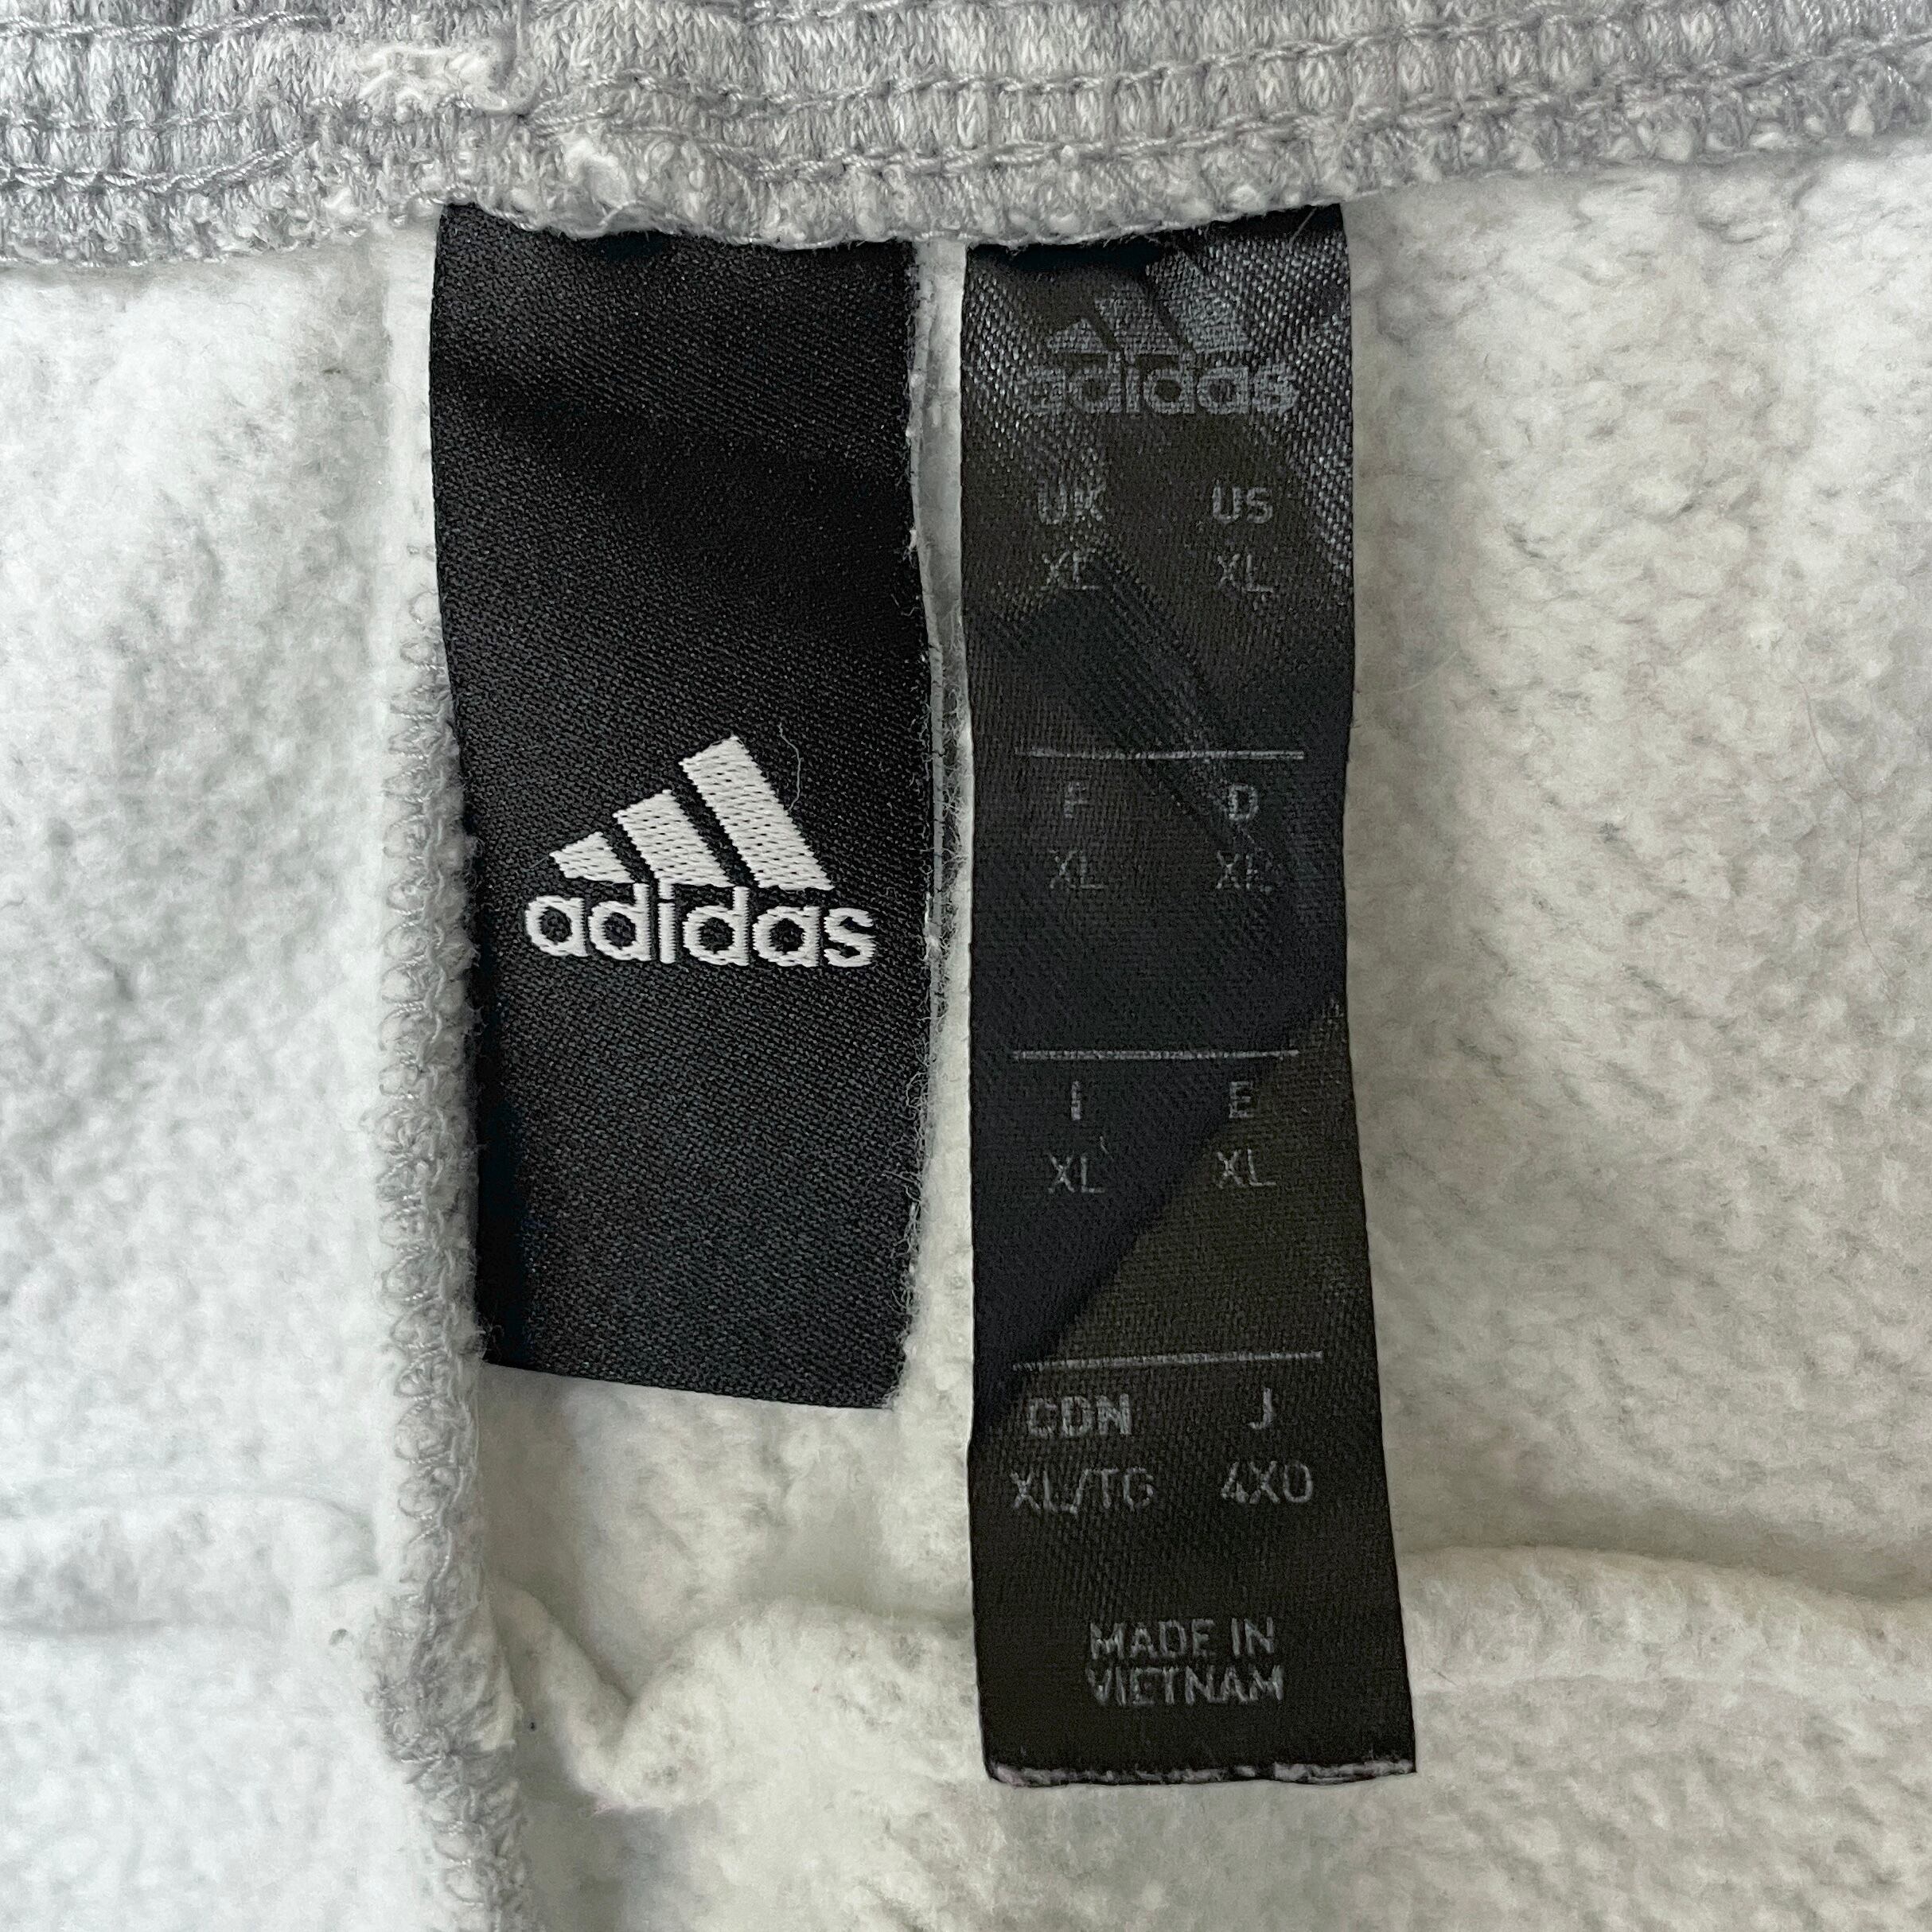 adidas
adidas
UK US
XL XL
F D
XL XL
I E
XL XL
CDN J
XL/TG 4XO
MADE IN
VIETNAM